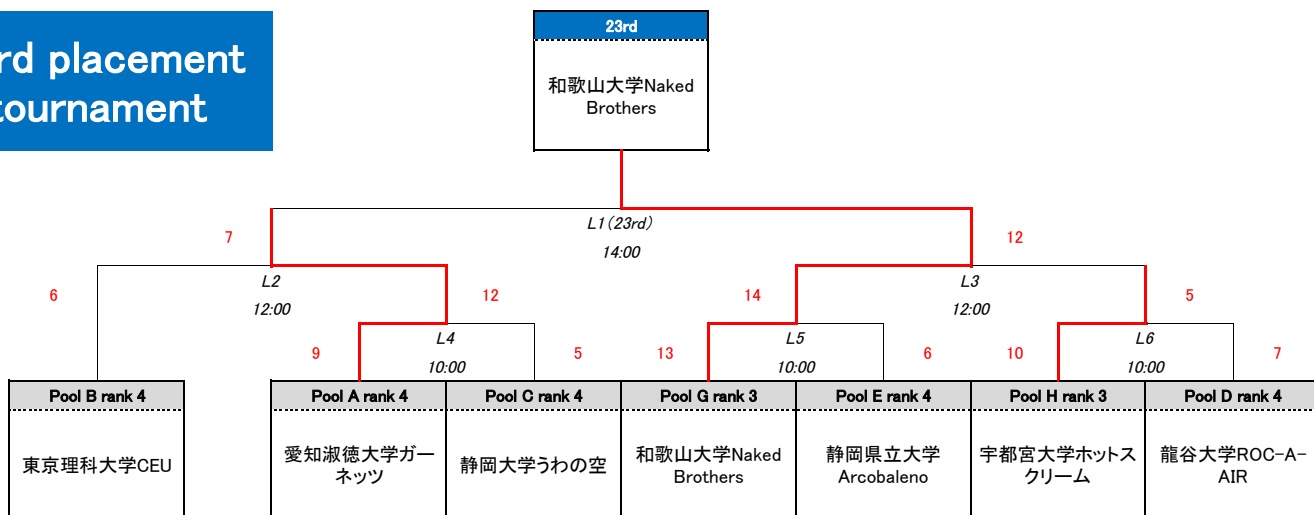 23rd
rd placement
tournament
和歌山大学Naked
Brothers
L1(23rd)
14:00
7
12
L2
12:00
L3
12:00
6
12
14
5
L4
10:00
L5
10:00
L6
10:00
9
5
13
6
10
7
Pool B rank 4
Pool A rank 4
Pool C rank 4
Pool G rank 3
Pool E rank 4
Pool H rank 3
Pool D rank 4
東京理科大学CEU
愛知淑徳大学ガー
ネッツ
静岡大学うわの空
和歌山大学Naked
Brothers
静岡県立大学
Arcobaleno
宇都宮大学ホットス
クリーム
龍谷大学ROC-A-
AIR